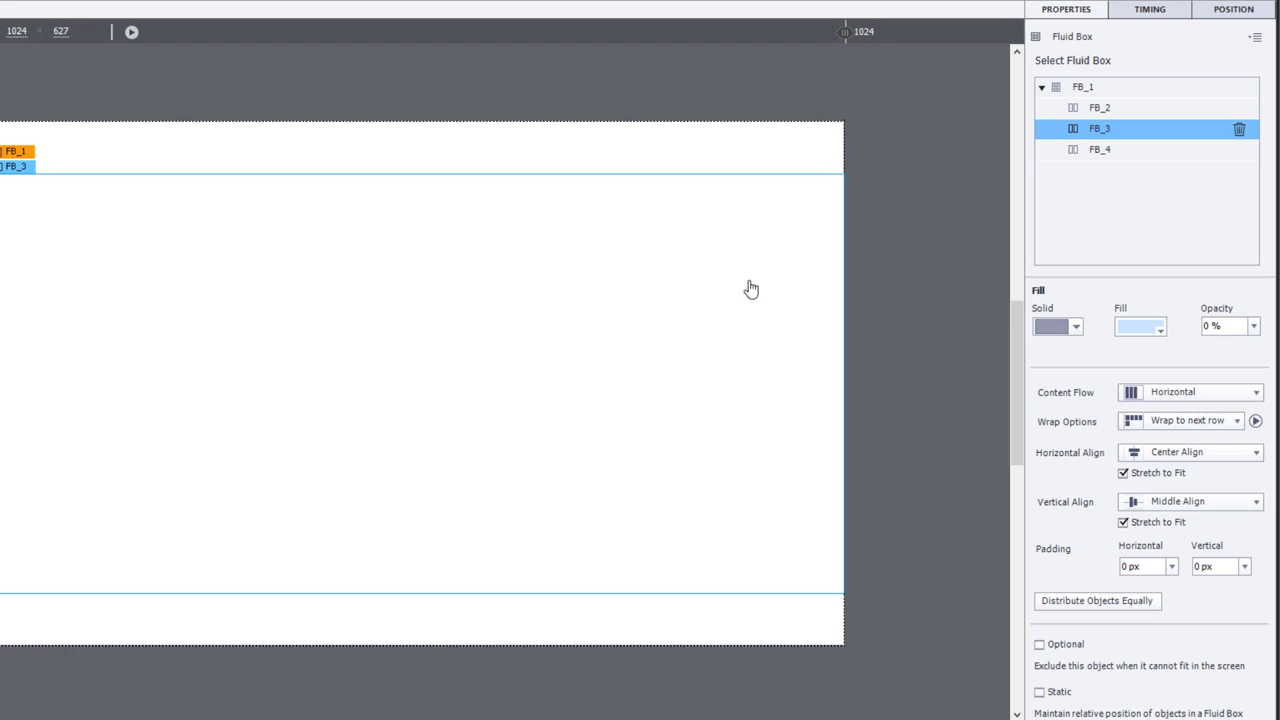 PROPERTIES TIMING POSITION
1024 × 627 1024
Fluid Box
Select Fluid Box
FB_1
FB_2
FB_3
FB_4
] FB_1
] FB_3
Fill
Solid Fill Opacity
0 %
Content Flow Horizontal
Wrap Options Wrap to next row
Horizontal Align Center Align
Stretch to Fit
Vertical Align Middle Align
Stretch to Fit
Horizontal Vertical
Padding
0 px 0 px
Distribute Objects Equally
Optional
Exclude this object when it cannot fit in the screen
Static
Maintain relative position of objects in a Fluid Box